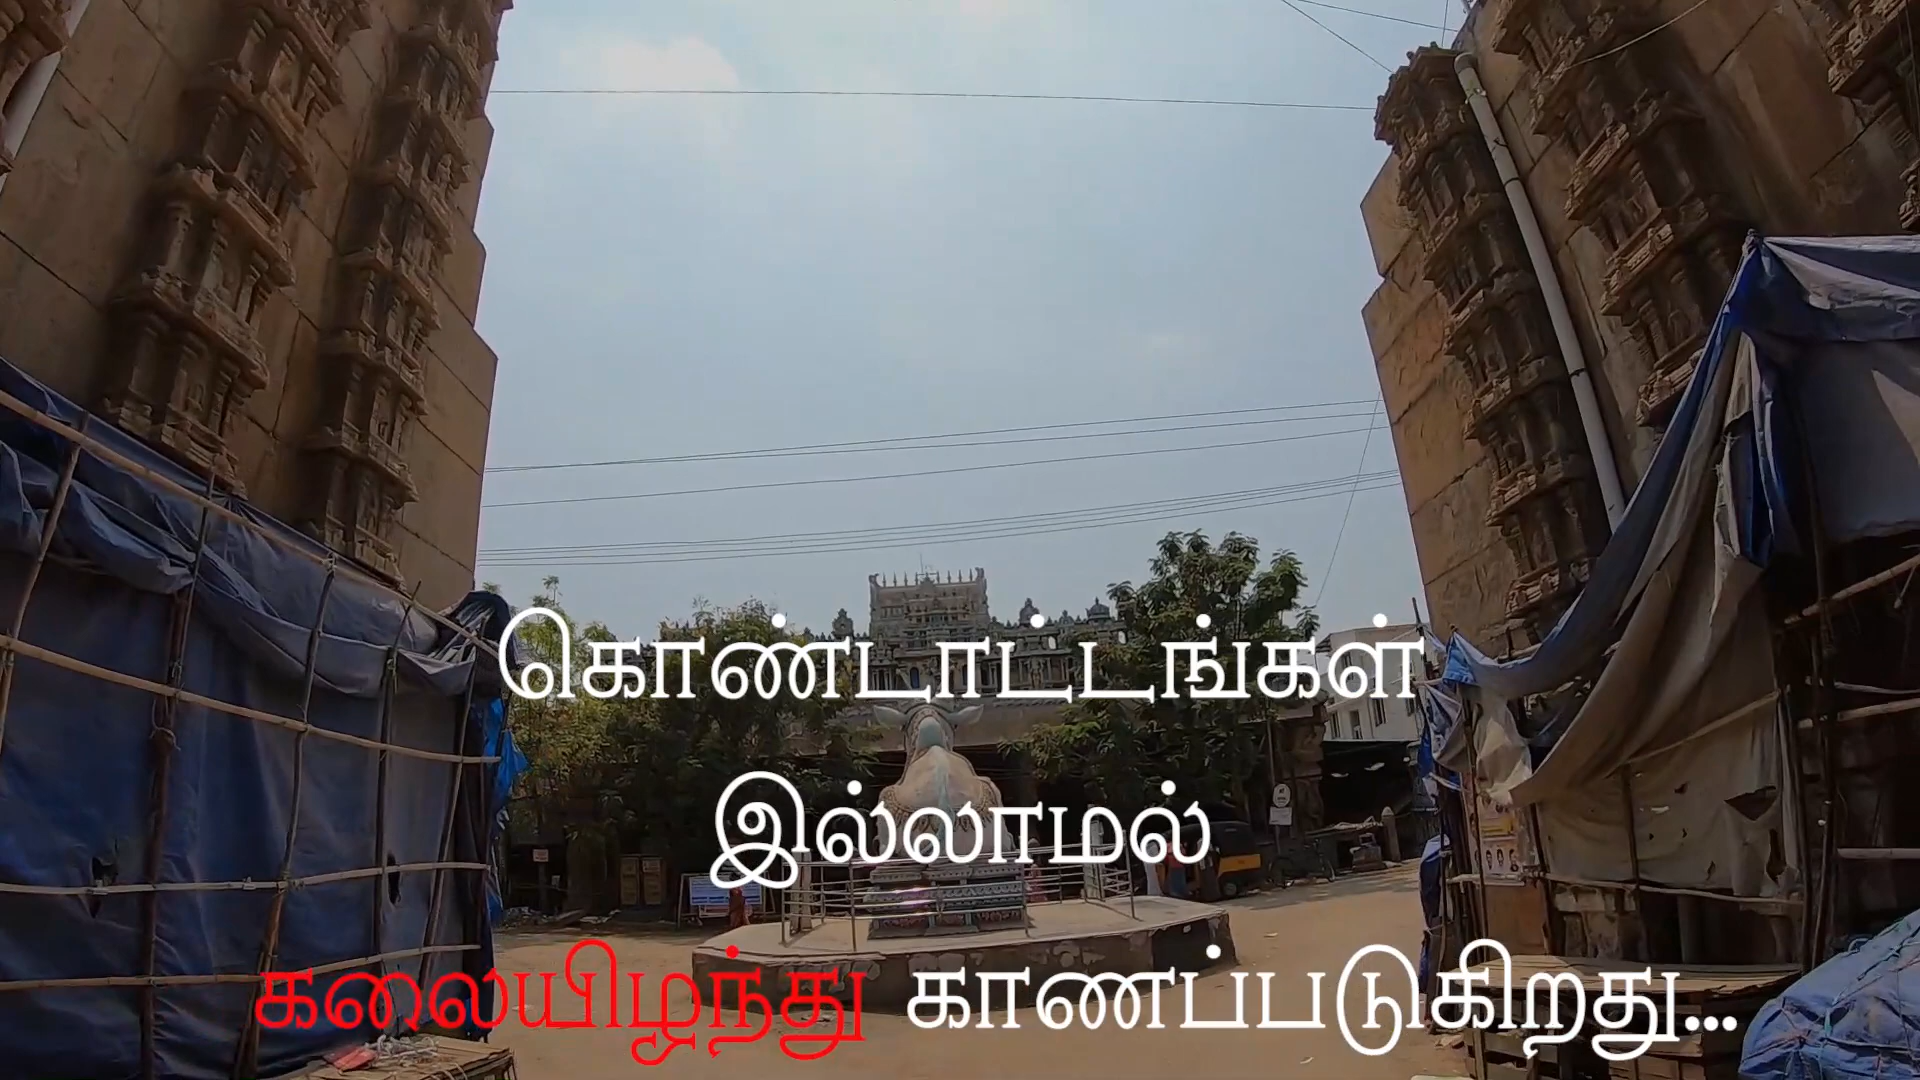 கொண்டாட்டங்கள்
இல்லாமல்
கலையிழந்து காணப்படுகிறது...